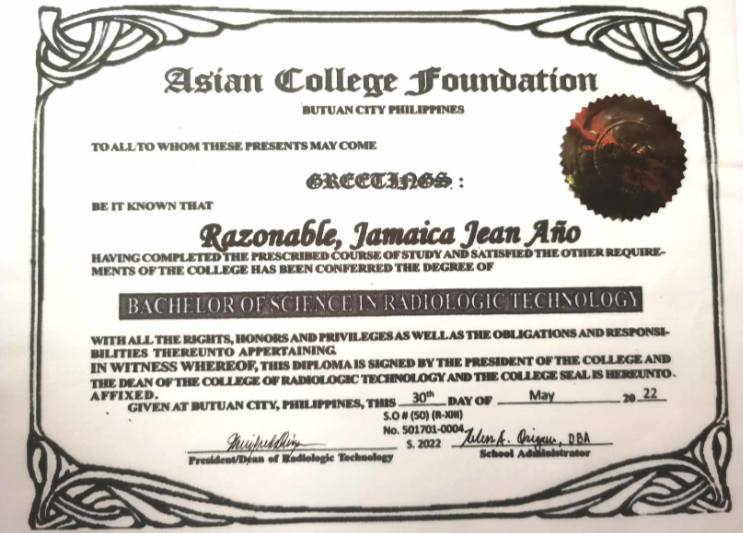 Asian College Foundation
BUTUAN CITY PHILIPPINES
TO ALL TO WHOM THESE PRESENTS MAY COME
GREETINGS :
BE IT KNOWN THAT
Razonable, Jamaica Jean Año
HAVING COMPLETED THE PRESCRIBED COURSE OF STUDY AND SATISFIED THE OTHER REQUIRE-
MENTS OF THE COLLEGE HAS BEEN CONFERRED THE DEGREE OF
BACHELOR OF SCIENCE IN RADIOLOGIC TECHNOLOGY
WITH ALL THE RIGHTS, HONORS AND PRIVILEGES AS WELL AS THE OBLIGATIONS AND RESPONSI-
BILITIES THEREUNTO APPERTAINING.
IN WITNESS WHEREOF, THIS DIPLOMA IS SIGNED BY THE PRESIDENT OF THE COLLEGE AND
THE DEAN OF THE COLLEGE OF RADIOLOGIC TECHNOLOGY AND THE COLLEGE SEAL IS HEREUNTO
AFFIXED.
GIVEN AT BUTUAN CITY, PHILIPPINES, THIS 30th DAY OF May 20 22
S.O # (50) (R-XIII)
No. 501701-0004,
S. 2022
DBA
President/Dean of Radiologic Technology School Administrator